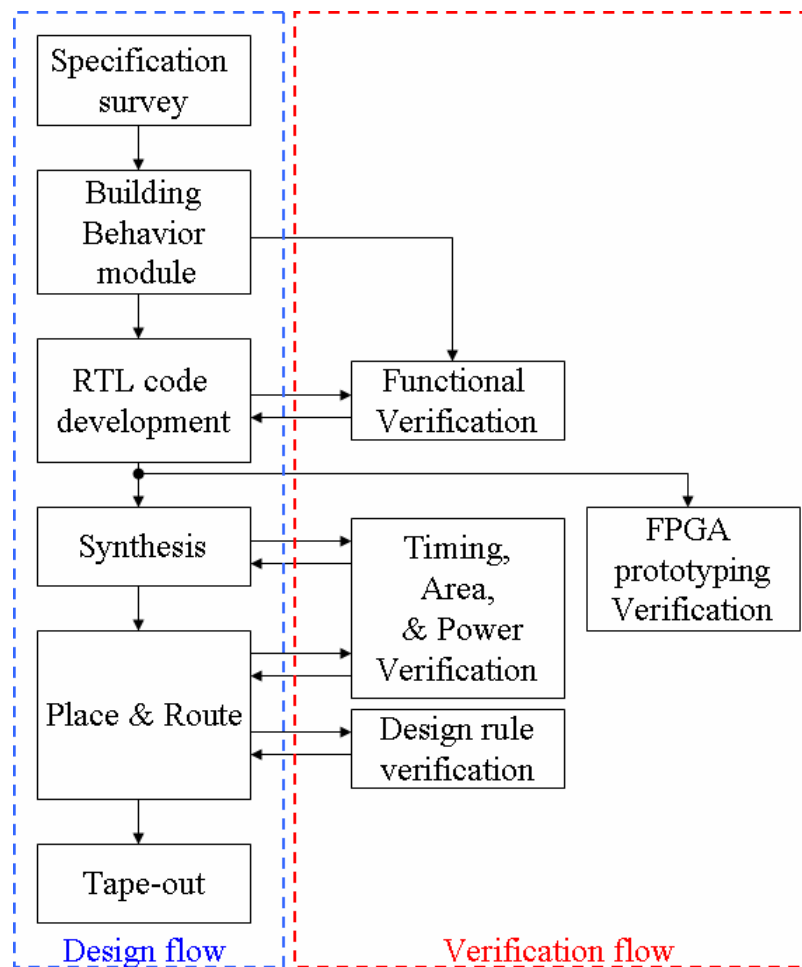 Specification
survey
Building
Behavior
module
RTL code
development
Functional
Verification
Synthesis
Timing,
Area,
& Power
Verification
FPGA
prototyping
Verification
Place & Route
Design rule
verification
Tape-out
Design flow
Verification flow